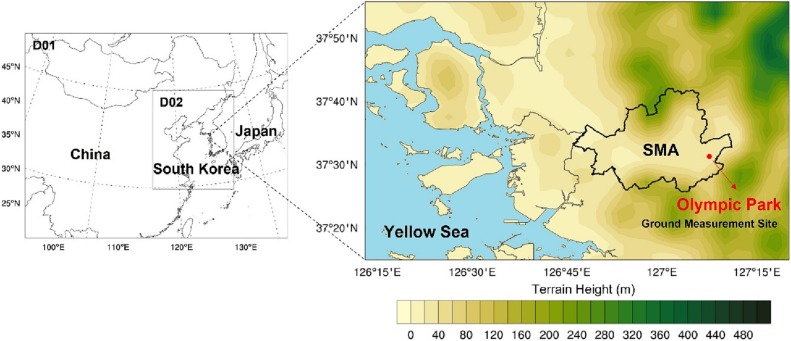 D01
45°N
40°N
35°N
30°N
25°N
D02
China
Japan
South Korea
100°E 110°E 120°E 130°E
37°50'N
37°40'N
37°30'N
37°20'N
SMA
Olympic Park
Ground Measurement Site
Yellow Sea
126°15'E 126°30'E 126°45'E 127°E 127°15'E
Terrain Height (m)
0 40 80 120 160 200 240 280 320 360 400 440 480